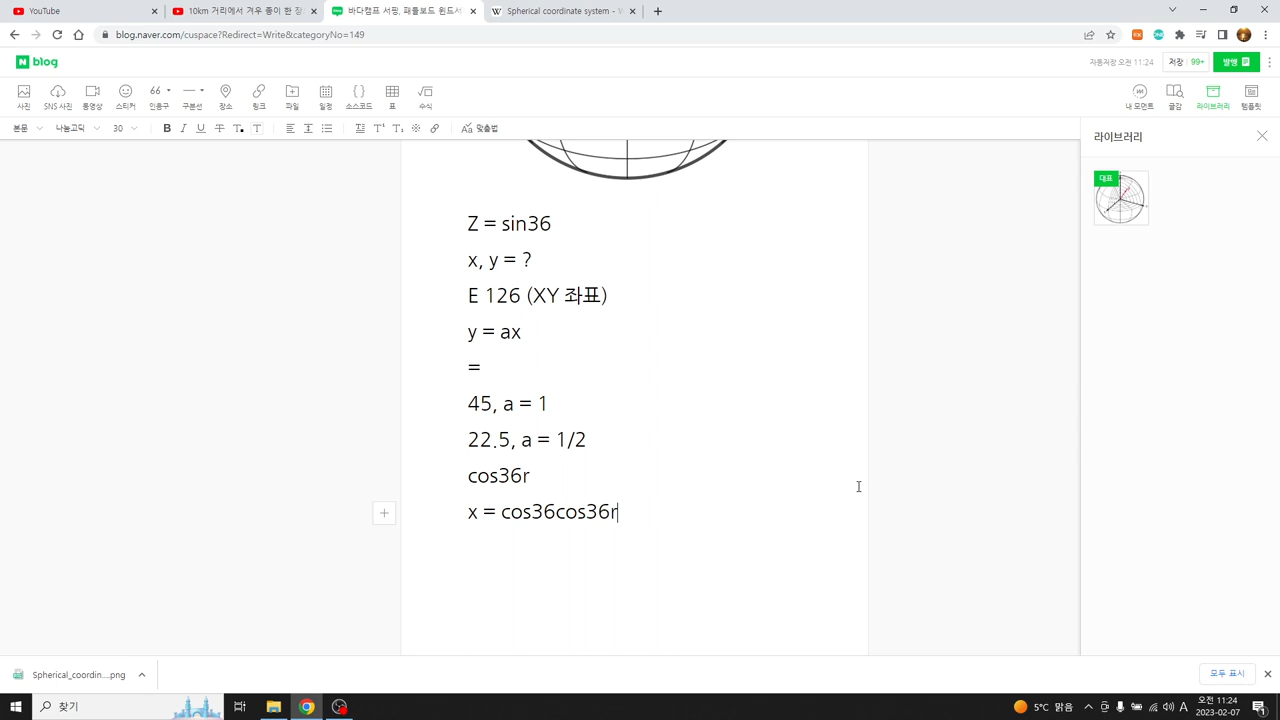 YouTube
10km 거리에서 겨우 종이 한 장
바다캠프 서핑, 패들보드 윈드서
Spherical coordinate system - W
blog.naver.com/cuspace?Redirect=Write&categoryNo=149
N blog
자동저장 오전 11:24
저장 99+
발행
사진
SNS 사진
동영상
스티커
66
인용구
구분선
장소
링크
파일
일정
{ }
소스코드
표
수식
내 모먼트
글감
라이브러리
템플릿
본문
나눔고딕
30
B I U T T T
T T
맞춤법
라이브러리
대표
Z = sin36
x, y = ?
E 126 (XY 좌표)
y = ax
=
45, a = 1
22.5, a = 1/2
cos36r
x = cos36cos36r
Spherical_coordin....png
모두 표시
찾기
5°C 맑음
A
오전 11:24
2023-02-07
1